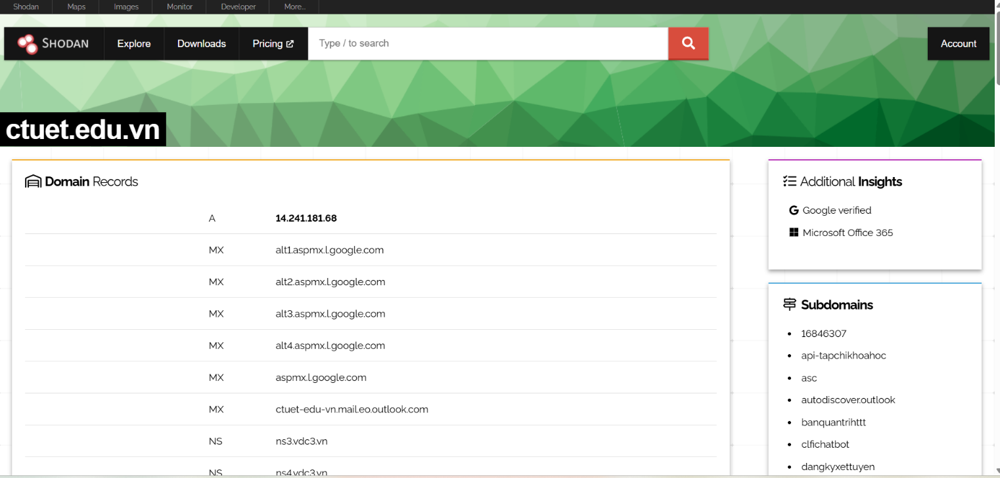 Shodan Maps Images Monitor Developer More...
SHODAN Explore Downloads Pricing Type / to search Account
ctuet.edu.vn
Domain Records
A 14.241.181.68
MX alt1.aspmx.l.google.com
MX alt2.aspmx.l.google.com
MX alt3.aspmx.l.google.com
MX alt4.aspmx.l.google.com
MX aspmx.l.google.com
MX ctuet-edu-vn.mail.eo.outlook.com
NS ns3.vdc3.vn
NS ns4.vdc3.vn
Additional Insights
Google verified
Microsoft Office 365
Subdomains
16846307
api-tapchikhoahoc
asc
autodiscover.outlook
banquantrihttt
clfichatbot
dangkyxettuyen